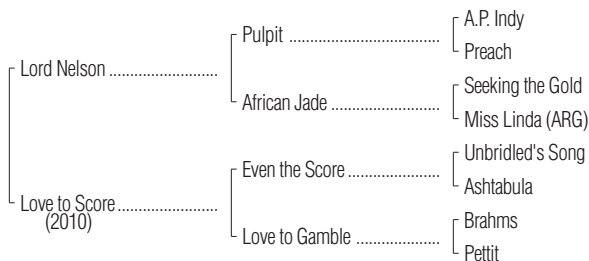 A.P. Indy
Pulpit
Preach
Lord Nelson
Seeking the Gold
African Jade
Miss Linda (ARG)
Unbridled's Song
Even the Score
Ashtabula
Love to Score
(2010)
Brahms
Love to Gamble
Pettit